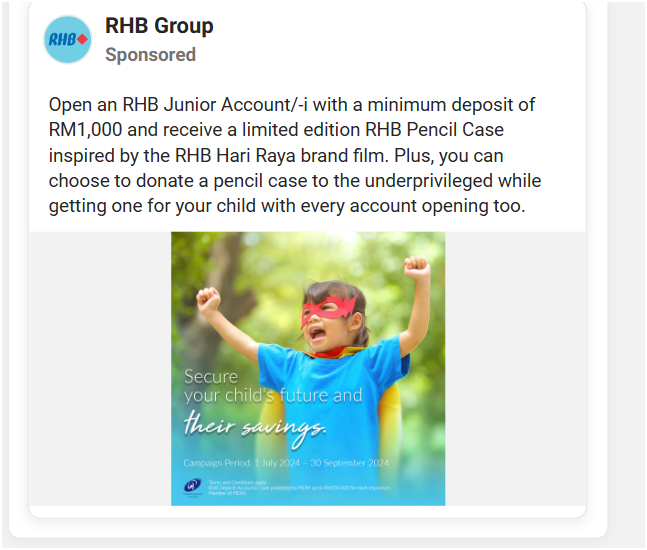 RHB
RHB Group
Sponsored
Open an RHB Junior Account/-i with a minimum deposit of
RM1,000 and receive a limited edition RHB Pencil Case
inspired by the RHB Hari Raya brand film. Plus, you can
choose to donate a pencil case to the underprivileged while
getting one for your child with every account opening too.
Secure
your child's future and
their savings.
Campaign Period: 1 July 2024 – 30 September 2024
Terms and Conditions apply.
RHB Deposit Accounts/-i are protected by PIDM up to RM250,000 for each depositor.
Member of PIDM.